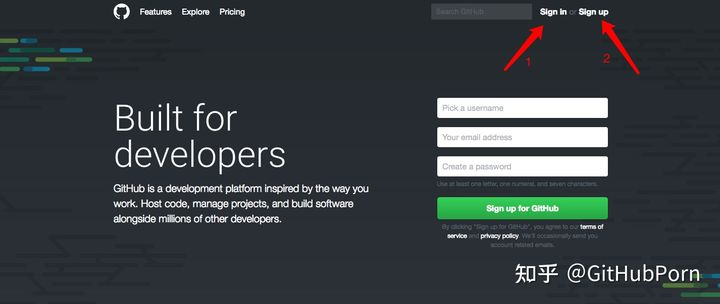 Features Explore Pricing
Search GitHub
Sign in or Sign up
1
2
Built for
developers
GitHub is a development platform inspired by the way you
work. Host code, manage projects, and build software
alongside millions of other developers.
Pick a username
Your email address
Create a password
Use at least one letter, one numeral, and seven characters.
Sign up for GitHub
By clicking "Sign up for GitHub", you agree to our terms of
service and privacy policy. We'll occasionally send you
account related emails.
知乎 @GitHubPorn